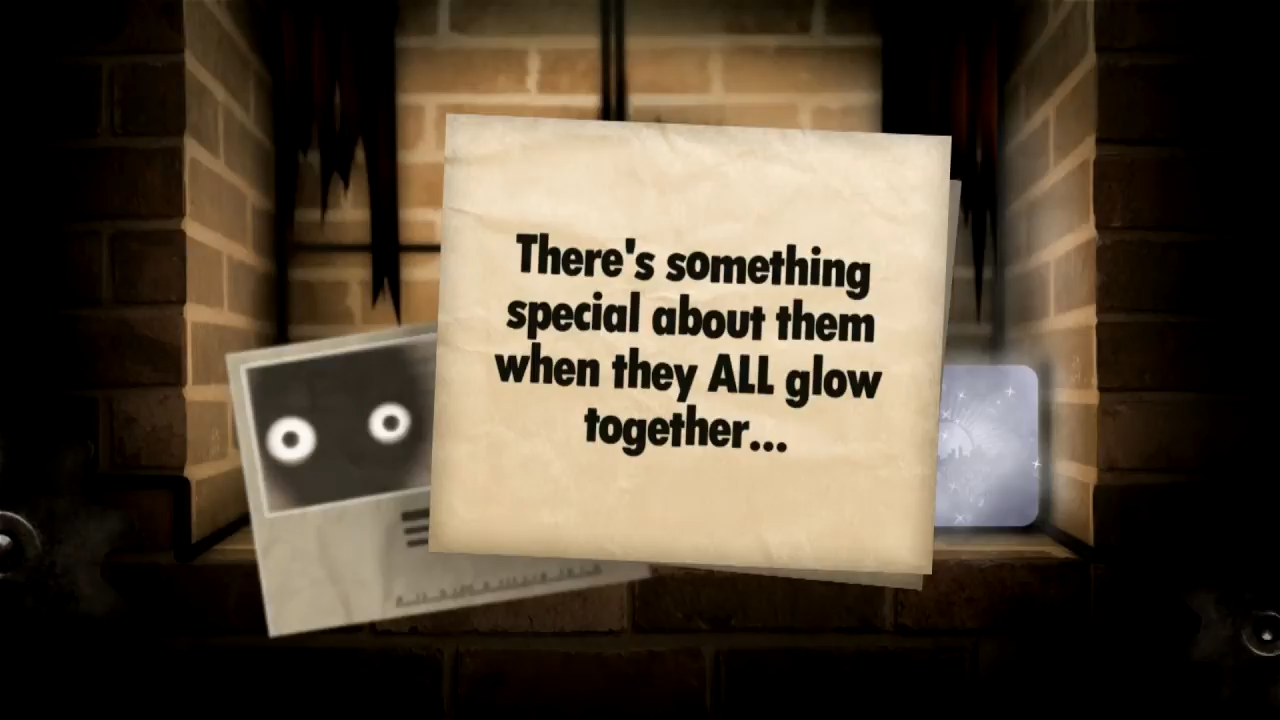 There's something
special about them
when they ALL glow
together...